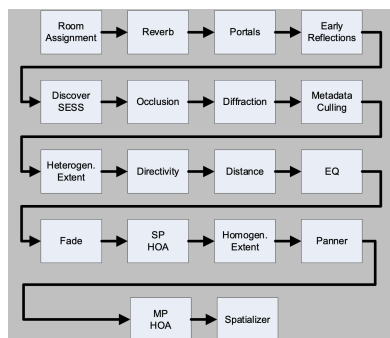 Room
Assignment
Reverb
Portals
Early
Reflections
Discover
SESS
Occlusion
Diffraction
Metadata
Culling
Heterogen.
Extent
Directivity
Distance
EQ
Fade
SP
HOA
Homogen.
Extent
Panner
MP
HOA
Spatializer